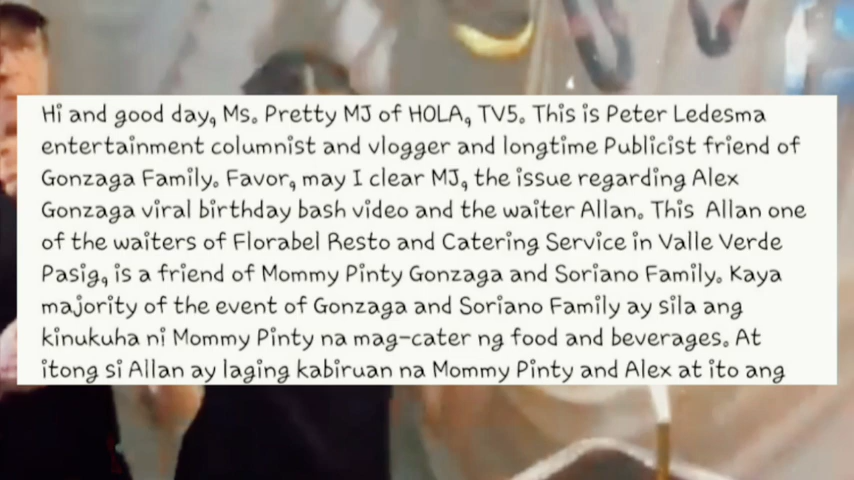 Hi and good day, Ms. Pretty MJ of HOLA, TV5. This is Peter Ledesma
entertainment columnist and vlogger and longtime Publicist friend of
Gonzaga Family. Favor, may I clear MJ, the issue regarding Alex
Gonzaga viral birthday bash video and the waiter Allan. This Allan one
of the waiters of Florabel Resto and Catering Service in Valle Verde
Pasig, is a friend of Mommy Pinty Gonzaga and Soriano Family. Kaya
majority of the event of Gonzaga and Soriano Family ay sila ang
kinukuha ni Mommy Pinty na mag-cater ng food and beverages. At
itong si Allan ay laging kabiruan na Mommy Pinty and Alex at ito ang